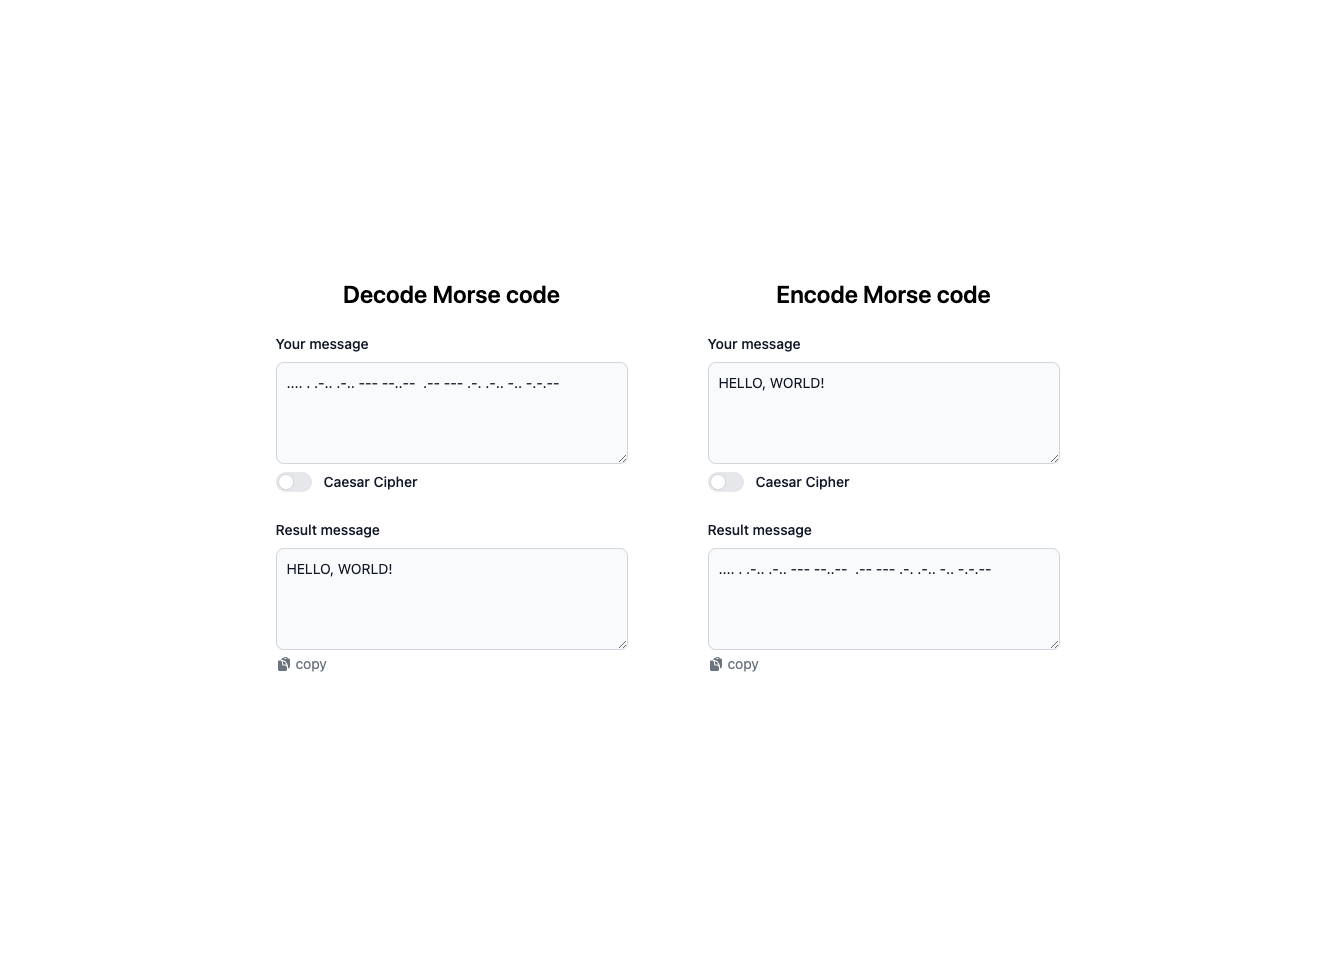 Decode Morse code
Your message
.... . .-.. .-.. --- --..--  .-- --- .-. .-.. -.. -.-.--
Caesar Cipher
Result message
HELLO, WORLD!
copy
Encode Morse code
Your message
HELLO, WORLD!
Caesar Cipher
Result message
.... . .-.. .-.. --- --..--  .-- --- .-. .-.. -.. -.-.--
copy